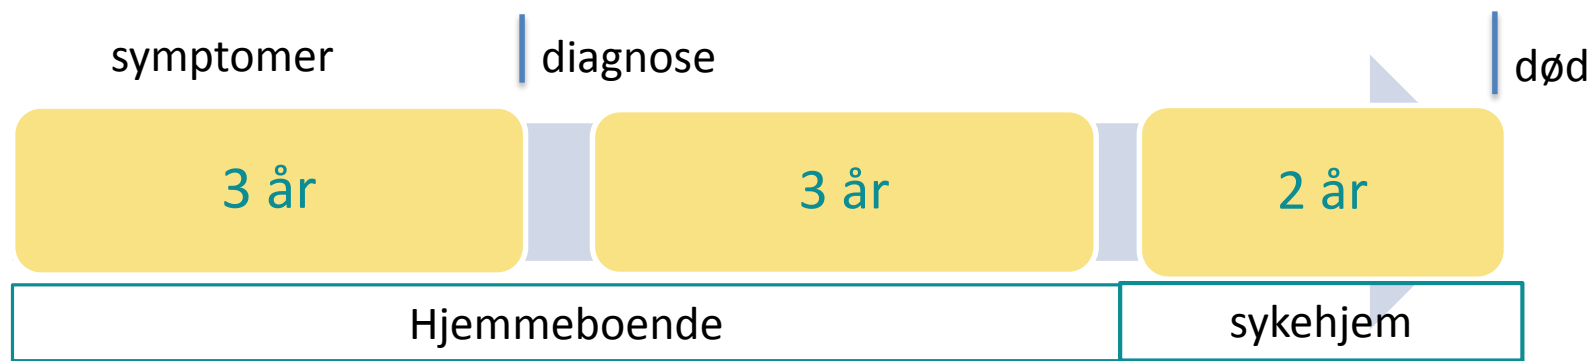 symptomer
diagnose
død
3 år
3 år
2 år
Hjemmeboende
sykehjem